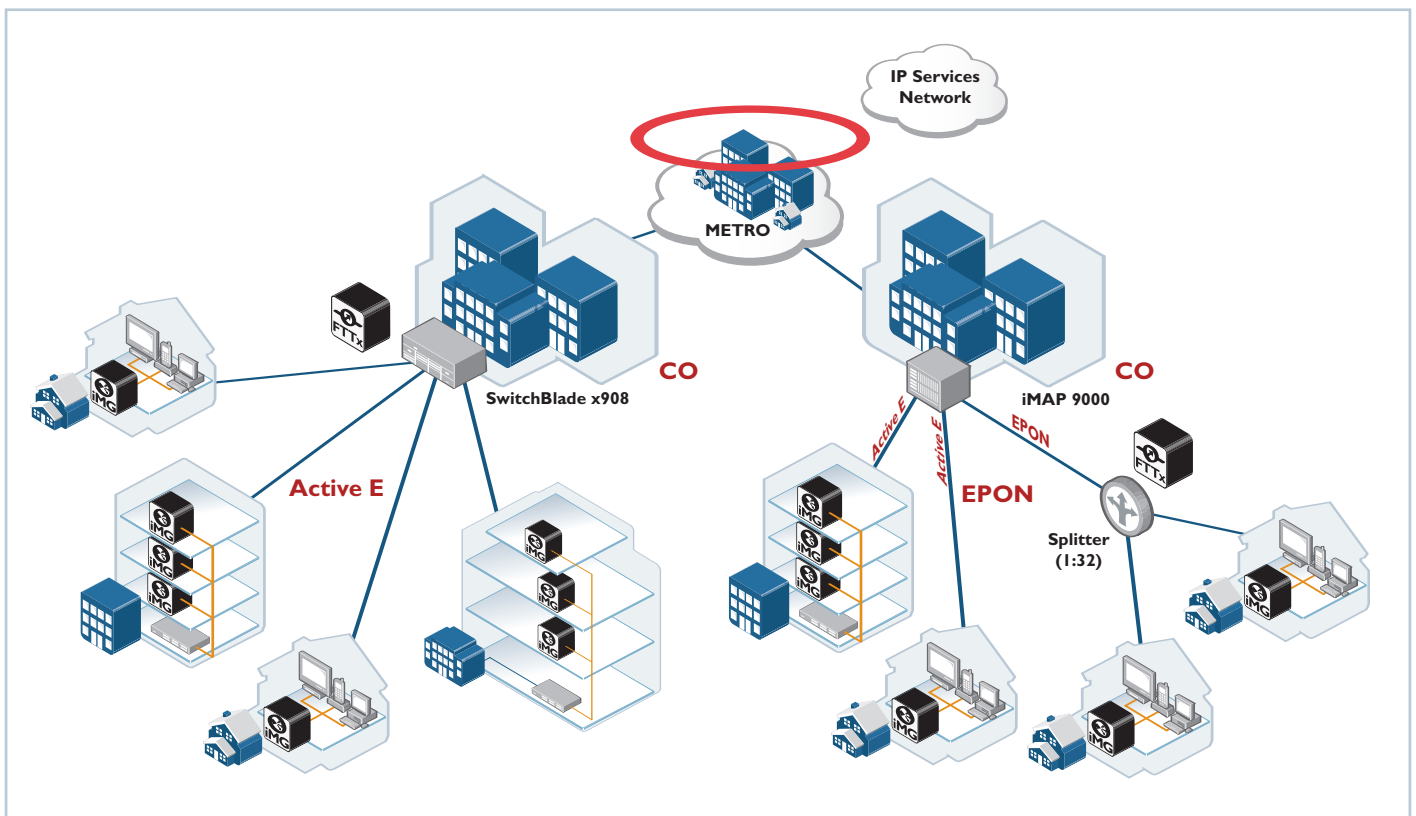 IP Services
Network
METRO
FTTx
CO
SwitchBlade x908
CO
iMAP 9000
iMG
Active E
Active E
EPON
FTTx
Active E
EPON
Splitter
(1:32)
iMG
iMG
iMG
iMG
iMG
iMG
iMG
iMG
iMG
iMG
iMG
iMG
iMG